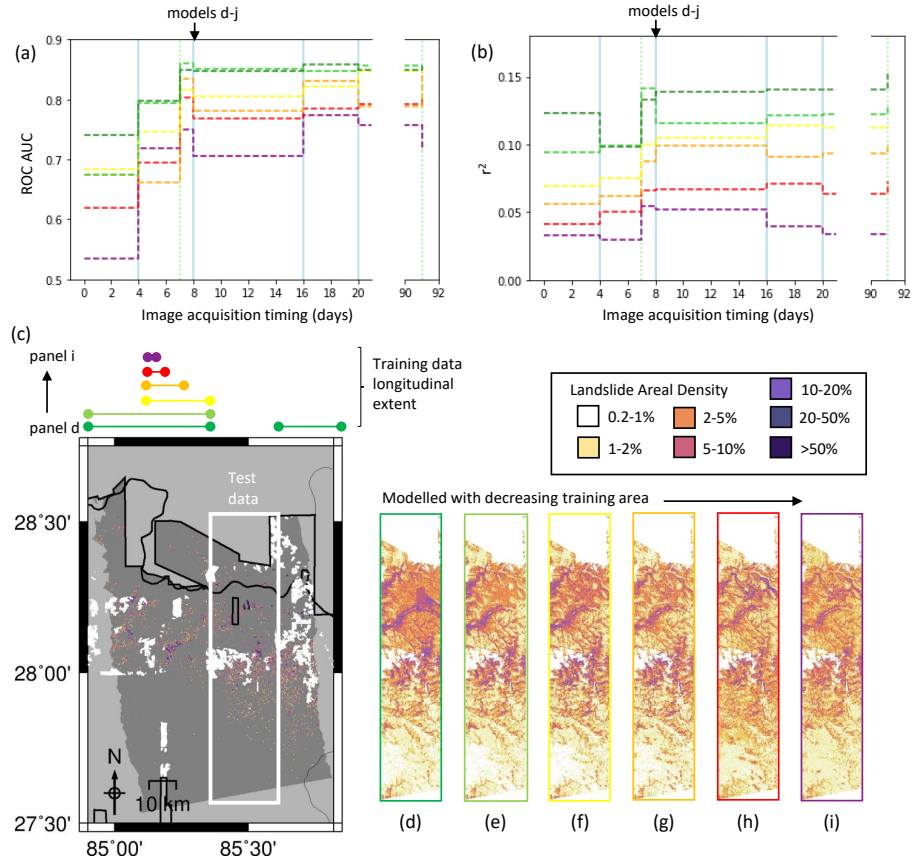 models d-j
models d-j
(a)
(b)
0.9
0.8
0.7
0.6
0.5
ROC AUC
0 2 4 6 8 10 12 14 16 18 20 90 92
Image acquisition timing (days)
0.15
0.10
0.05
0.00
r²
0 2 4 6 8 10 12 14 16 18 20 90 92
Image acquisition timing (days)
(c)
panel i
panel d
Training data
longitudinal
extent
Landslide Areal Density
0.2-1%
1-2%
2-5%
5-10%
10-20%
20-50%
>50%
Test
data
28°30'
28°00'
27°30'
85°00'
85°30'
N
10 km
Modelled with decreasing training area
(d)
(e)
(f)
(g)
(h)
(i)